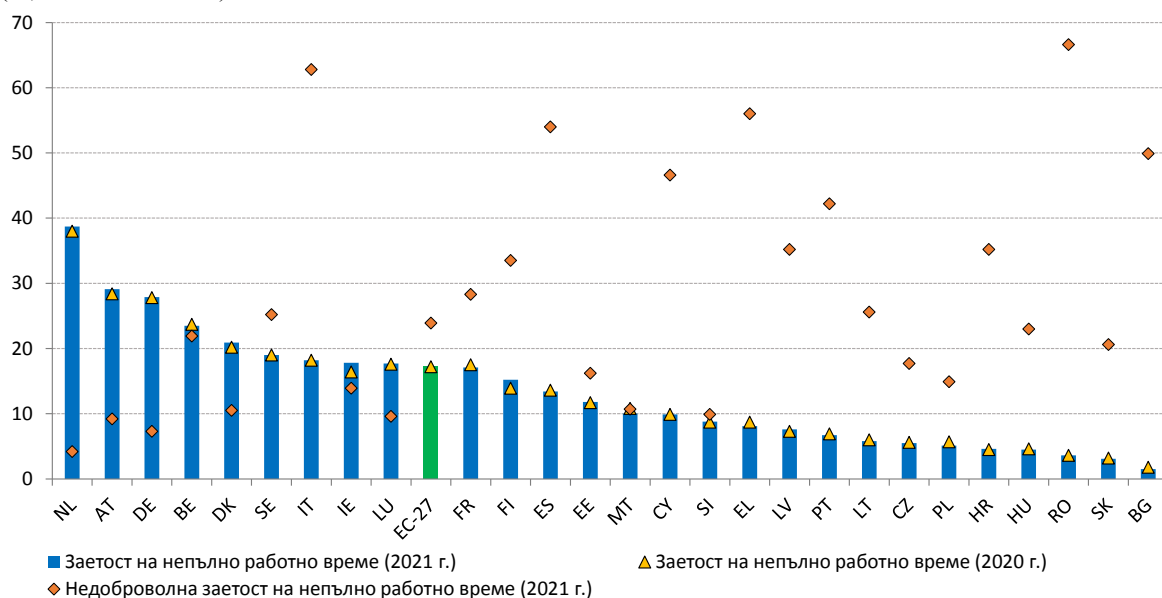 70
60
50
40
30
20
10
0
NL AT DE BE DK SE IT IE LU EC-27 FR FI ES EE MT CY SI EL LV PT LT CZ PL HR HU RO SK BG
Заетост на непълно работно време (2021 г.) Заетост на непълно работно време (2020 г.)
Недоброволна заетост на непълно работно време (2021 г.)